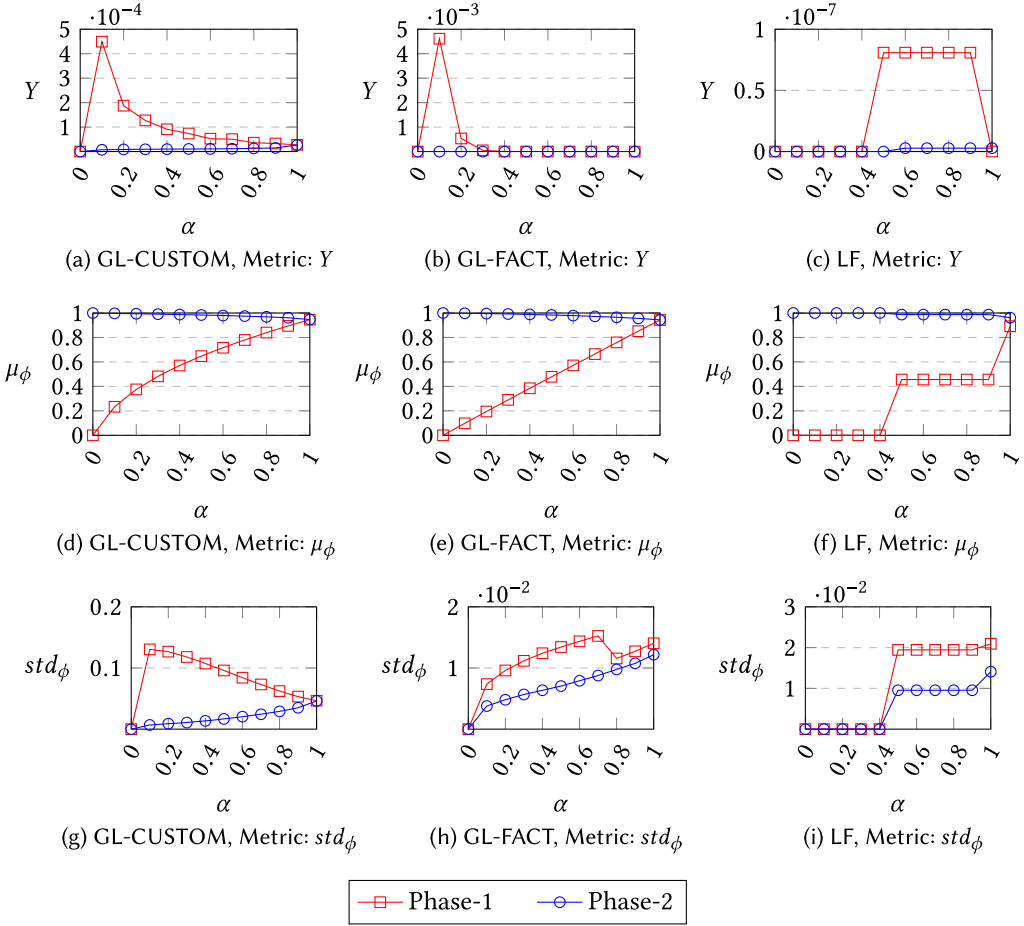 ·10⁻⁴
5
4
3
2
1
Y
0 0.2 0.4 0.6 0.8 1
α
(a) GL-CUSTOM, Metric: Y
·10⁻³
5
4
3
2
1
Y
0 0.2 0.4 0.6 0.8 1
α
(b) GL-FACT, Metric: Y
·10⁻⁷
1
0.5
0
Y
0 0.2 0.4 0.6 0.8 1
α
(c) LF, Metric: Y
1
0.8
0.6
0.4
0.2
0
μ_ϕ
0 0.2 0.4 0.6 0.8 1
α
(d) GL-CUSTOM, Metric: μ_ϕ
1
0.8
0.6
0.4
0.2
0
μ_ϕ
0 0.2 0.4 0.6 0.8 1
α
(e) GL-FACT, Metric: μ_ϕ
1
0.8
0.6
0.4
0.2
0
μ_ϕ
0 0.2 0.4 0.6 0.8 1
α
(f) LF, Metric: μ_ϕ
0.2
0.1
std_ϕ
0 0.2 0.4 0.6 0.8 1
α
(g) GL-CUSTOM, Metric: std_ϕ
·10⁻²
2
1
std_ϕ
0 0.2 0.4 0.6 0.8 1
α
(h) GL-FACT, Metric: std_ϕ
·10⁻²
3
2
1
std_ϕ
0 0.2 0.4 0.6 0.8 1
α
(i) LF, Metric: std_ϕ
Phase-1 Phase-2